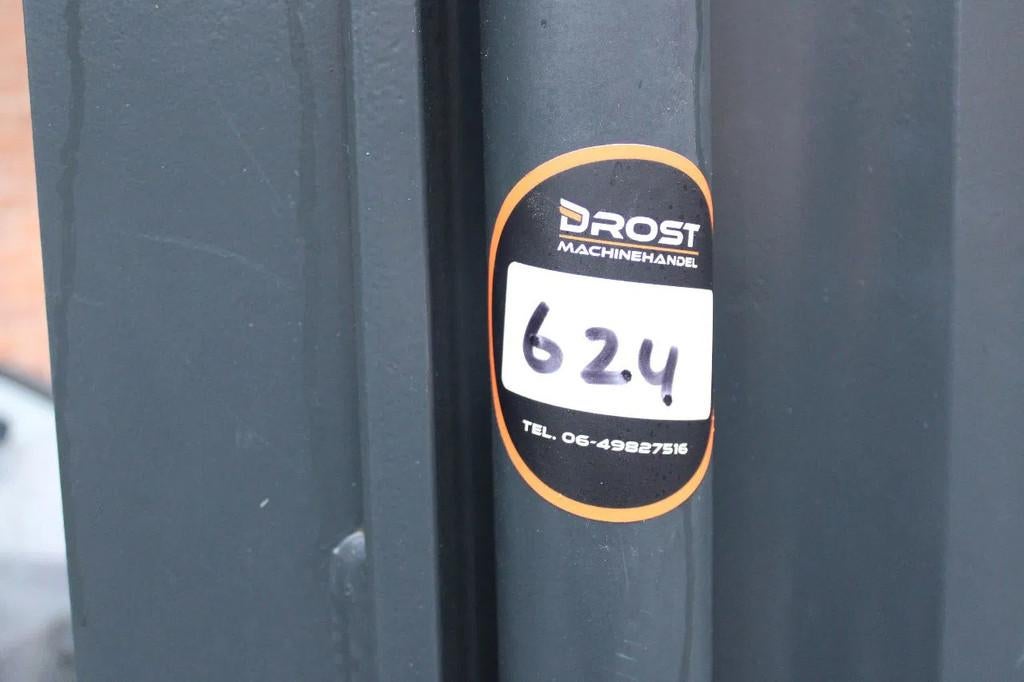 DROST
MACHINEHANDEL
624
TEL. 06-49827516